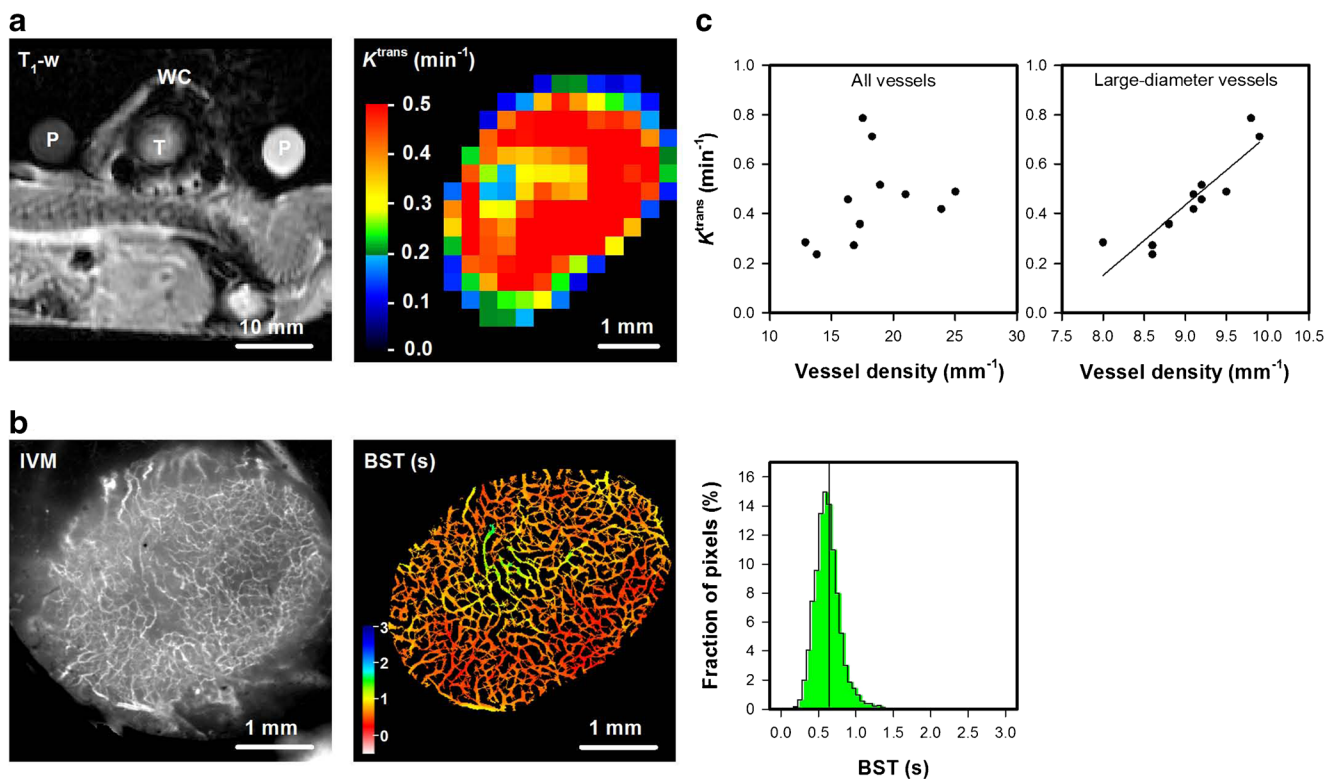 a
T1-w
WC
P
T
P
10 mm
Ktrans (min-1)
0.5
0.4
0.3
0.2
0.1
0.0
1 mm
c
All vessels
Ktrans (min-1)
1.0
0.8
0.6
0.4
0.2
0.0
10 15 20 25 30
Vessel density (mm-1)
Large-diameter vessels
1.0
0.8
0.6
0.4
0.2
0.0
7.5 8.0 8.5 9.0 9.5 10.0 10.5
Vessel density (mm-1)
b
IVM
1 mm
BST (s)
3
2
1
0
1 mm
Fraction of pixels (%)
16
14
12
10
8
6
4
2
0
0.0 0.5 1.0 1.5 2.0 2.5 3.0
BST (s)